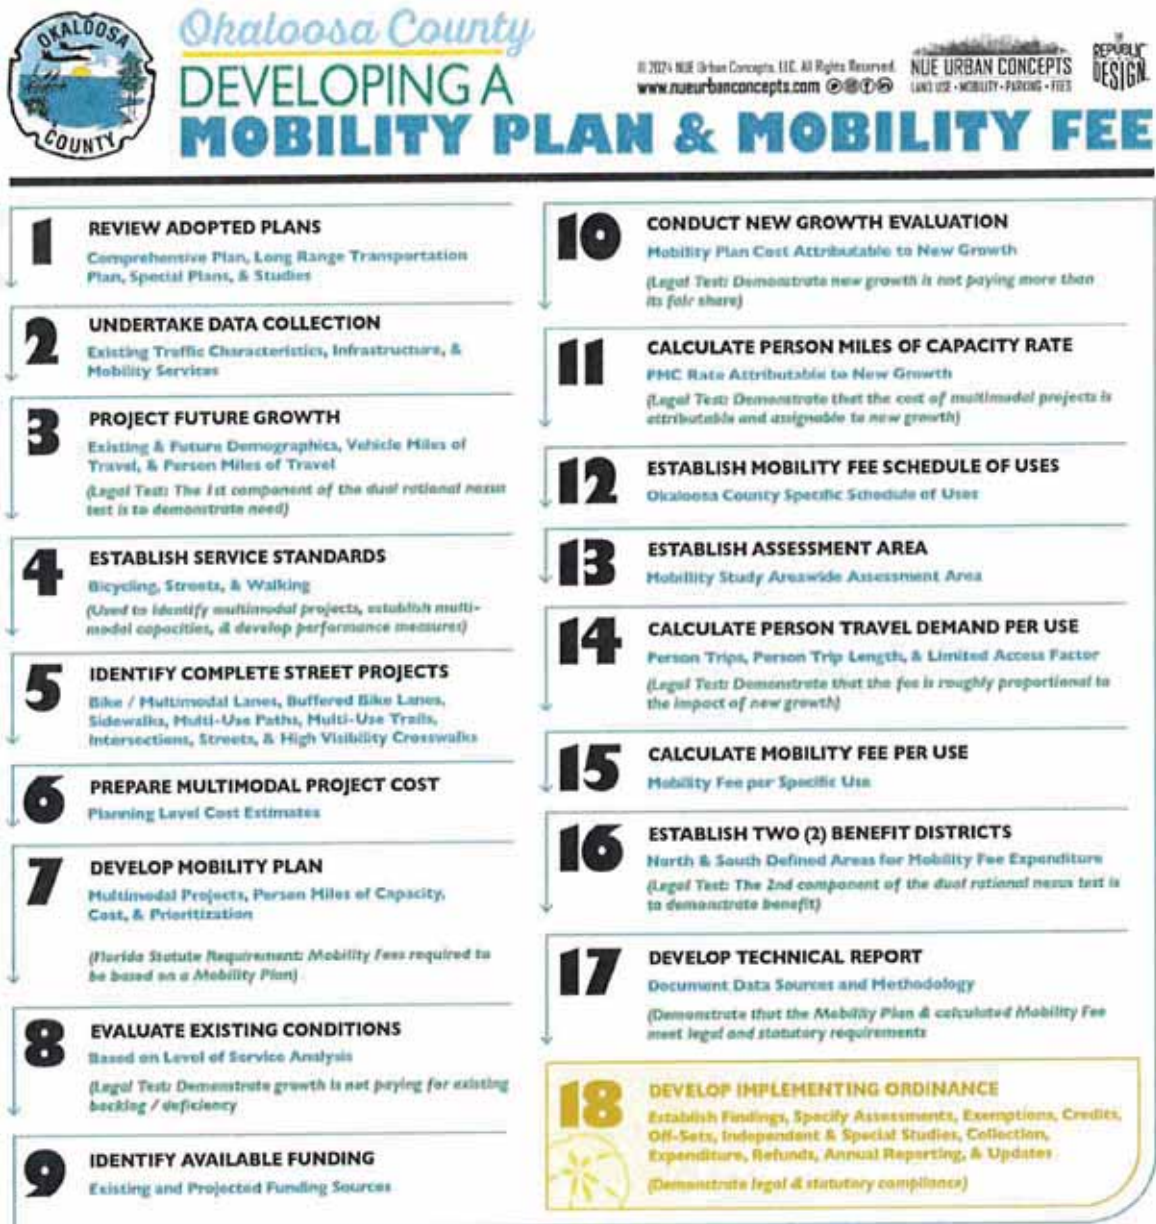 OKALOOSA
COUNTY
Okaloosa County
DEVELOPING A
MOBILITY PLAN & MOBILITY FEE
© 2024 NUE Urban Concepts, LLC. All Rights Reserved.
www.nueurbanconcepts.com
NUE URBAN CONCEPTS
LAND USE • MOBILITY • PARKING • FEES
REPUBLIC
DESIGN
1
REVIEW ADOPTED PLANS
Comprehensive Plan, Long Range Transportation
Plan, Special Plans, & Studies
2
UNDERTAKE DATA COLLECTION
Existing Traffic Characteristics, Infrastructure, &
Mobility Services
3
PROJECT FUTURE GROWTH
Existing & Future Demographics, Vehicle Miles of
Travel, & Person Miles of Travel
(Legal Test: The 1st component of the dual rational nexus
test is to demonstrate need)
4
ESTABLISH SERVICE STANDARDS
Bicycling, Streets, & Walking
(Used to identify multimodal projects, establish multi-
modal capacities, & develop performance measures)
5
IDENTIFY COMPLETE STREET PROJECTS
Bike / Multimodal Lanes, Buffered Bike Lanes,
Sidewalks, Multi-Use Paths, Multi-Use Trails,
Intersections, Streets, & High Visibility Crosswalks
6
PREPARE MULTIMODAL PROJECT COST
Planning Level Cost Estimates
7
DEVELOP MOBILITY PLAN
Multimodal Projects, Person Miles of Capacity,
Cost, & Prioritization
(Florida Statute Requirement: Mobility Fees required to
be based on a Mobility Plan)
8
EVALUATE EXISTING CONDITIONS
Based on Level of Service Analysis
(Legal Test: Demonstrate growth is not paying for existing
backlog / deficiency
9
IDENTIFY AVAILABLE FUNDING
Existing and Projected Funding Sources
10
CONDUCT NEW GROWTH EVALUATION
Mobility Plan Cost Attributable to New Growth
(Legal Test: Demonstrate new growth is not paying more than
its fair share)
11
CALCULATE PERSON MILES OF CAPACITY RATE
PMC Rate Attributable to New Growth
(Legal Test: Demonstrate that the cost of multimodal projects is
attributable and assignable to new growth)
12
ESTABLISH MOBILITY FEE SCHEDULE OF USES
Okaloosa County Specific Schedule of Uses
13
ESTABLISH ASSESSMENT AREA
Mobility Study Areawide Assessment Area
14
CALCULATE PERSON TRAVEL DEMAND PER USE
Person Trips, Person Trip Length, & Limited Access Factor
(Legal Test: Demonstrate that the fee is roughly proportional to
the impact of new growth)
15
CALCULATE MOBILITY FEE PER USE
Mobility Fee per Specific Use
16
ESTABLISH TWO (2) BENEFIT DISTRICTS
North & South Defined Areas for Mobility Fee Expenditure
(Legal Test: The 2nd component of the dual rational nexus test is
to demonstrate benefit)
17
DEVELOP TECHNICAL REPORT
Document Data Sources and Methodology
(Demonstrate that the Mobility Plan & calculated Mobility Fee
meet legal and statutory requirements
18
DEVELOP IMPLEMENTING ORDINANCE
Establish Findings, Specify Assessments, Exemptions, Credits,
Off-Sets, Independent & Special Studies, Collection,
Expenditure, Refunds, Annual Reporting, & Updates
(Demonstrate legal & statutory compliance)